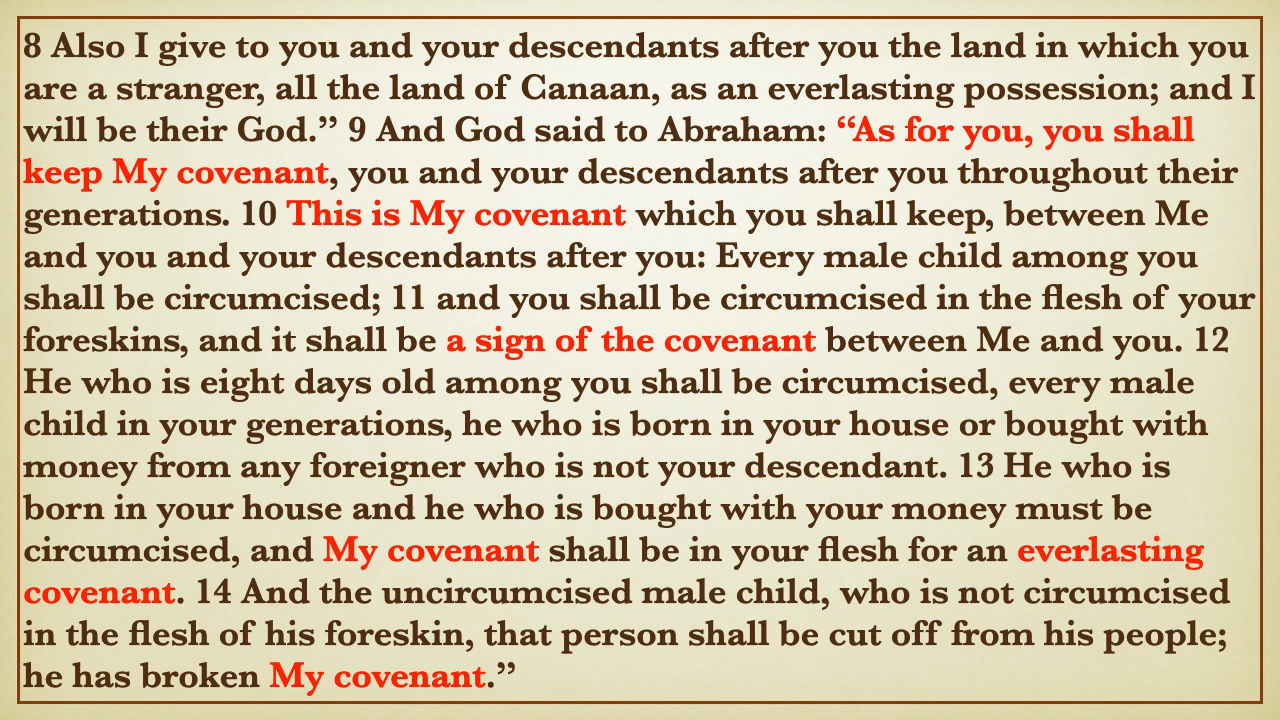 8 Also I give to you and your descendants after you the land in which you
are a stranger, all the land of Canaan, as an everlasting possession; and I
will be their God.” 9 And God said to Abraham: “As for you, you shall
keep My covenant, you and your descendants after you throughout their
generations. 10 This is My covenant which you shall keep, between Me
and you and your descendants after you: Every male child among you
shall be circumcised; 11 and you shall be circumcised in the flesh of your
foreskins, and it shall be a sign of the covenant between Me and you. 12
He who is eight days old among you shall be circumcised, every male
child in your generations, he who is born in your house or bought with
money from any foreigner who is not your descendant. 13 He who is
born in your house and he who is bought with your money must be
circumcised, and My covenant shall be in your flesh for an everlasting
covenant. 14 And the uncircumcised male child, who is not circumcised
in the flesh of his foreskin, that person shall be cut off from his people;
he has broken My covenant.”